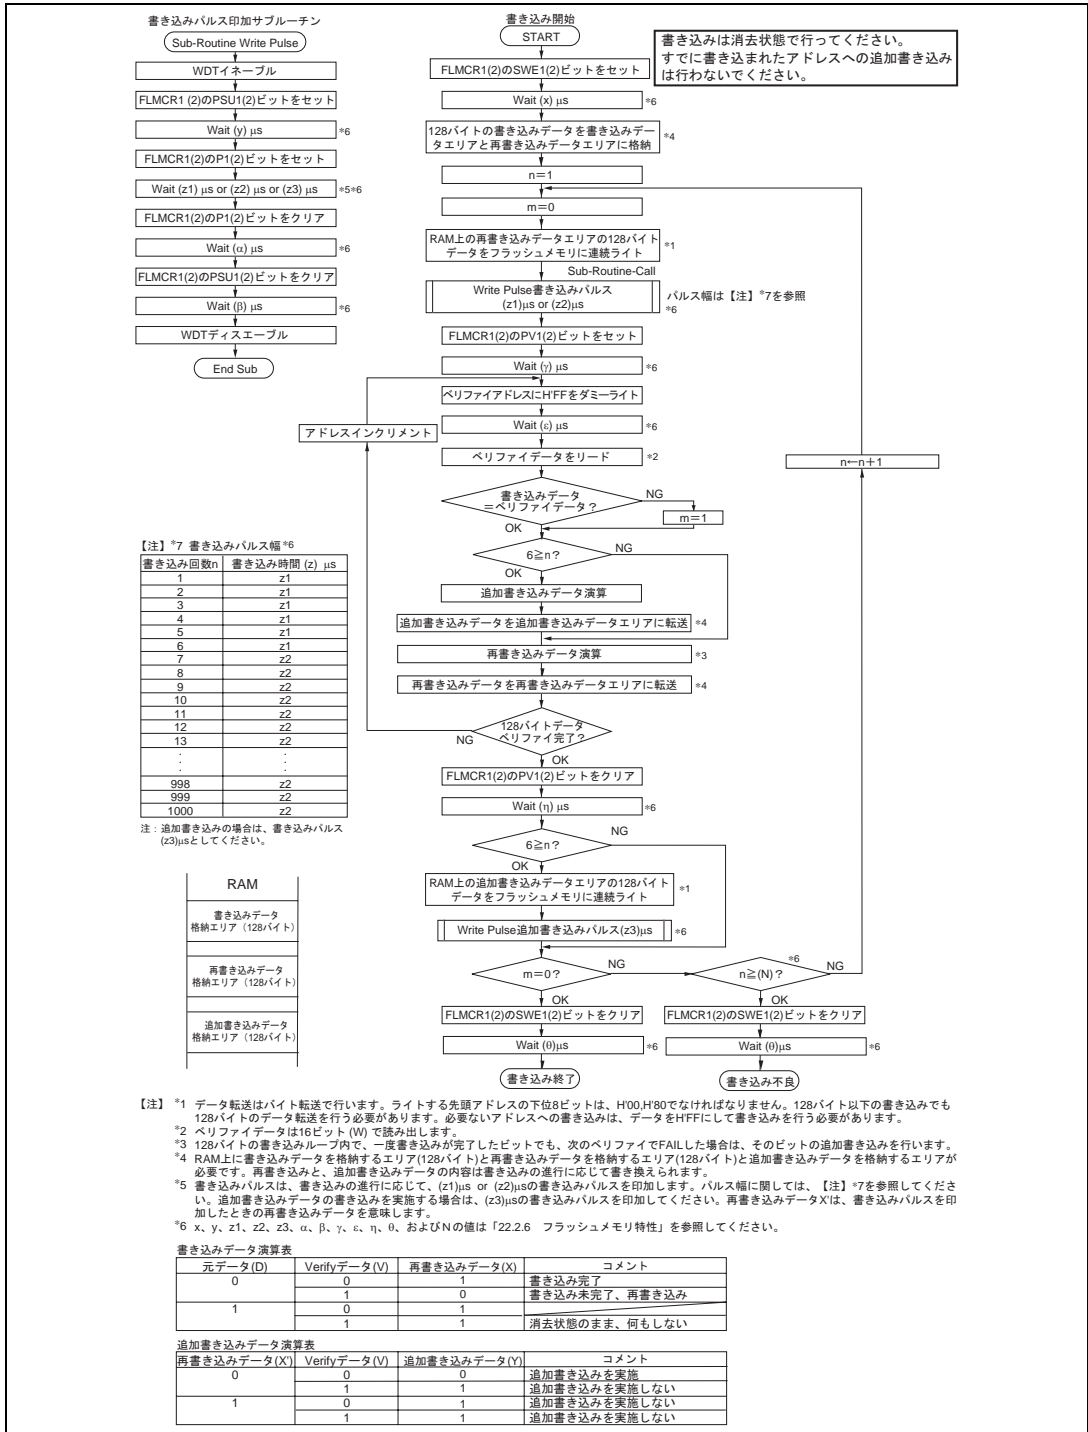 書き込みパルス印加サブルーチン
Sub-Routine Write Pulse
WDTイネーブル
FLMCR1 (2)のPSU1(2)ビットをセット
Wait (y) μs *6
FLMCR1(2)のP1(2)ビットをセット
Wait (z1) μs or (z2) μs or (z3) μs *5*6
FLMCR1(2)のP1(2)ビットをクリア
Wait (α) μs *6
FLMCR1(2)のPSU1(2)ビットをクリア
Wait (β) μs *6
WDTディスエーブル
End Sub
書き込み開始
START
書き込みは消去状態で行ってください。
すでに書き込まれたアドレスへの追加書き込み
は行わないでください。
FLMCR1(2)のSWE1(2)ビットをセット
Wait (x) μs *6
128バイトの書き込みデータを書き込みデー
タエリアと再書き込みデータエリアに格納 *4
n=1
m=0
RAM上の再書き込みデータエリアの128バイト
データをフラッシュメモリに連続ライト *1
Sub-Routine-Call
Write Pulse書き込みパルス
(z1)μs or (z2)μs
パルス幅は【注】*7を参照
*6
FLMCR1(2)のPV1(2)ビットをセット
Wait (γ) μs *6
ベリファイアドレスにH'FFをダミーライト
Wait (ε) μs *6
アドレスインクリメント
ベリファイデータをリード *2
n←n+1
書き込みデータ
=ベリファイデータ?
NG
m=1
OK
6≧n?
NG
OK
追加書き込みデータ演算
追加書き込みデータを追加書き込みデータエリアに転送 *4
再書き込みデータ演算 *3
再書き込みデータを再書き込みデータエリアに転送 *4
128バイトデータ
ベリファイ完了?
NG
OK
FLMCR1(2)のPV1(2)ビットをクリア
Wait (η) μs *6
6≧n?
NG
OK
RAM上の追加書き込みデータエリアの128バイト
データをフラッシュメモリに連続ライト *1
Write Pulse追加書き込みパルス(z3)μs *6
m=0?
NG
n≧(N)?
*6
NG
OK
OK
FLMCR1(2)のSWE1(2)ビットをクリア
FLMCR1(2)のSWE1(2)ビットをクリア
Wait (θ)μs *6
Wait (θ)μs *6
書き込み終了
書き込み不良
【注】*7 書き込みパルス幅*6
書き込み回数n 書き込み時間 (z) μs
1 z1
2 z1
3 z1
4 z1
5 z1
6 z1
7 z2
8 z2
9 z2
10 z2
11 z2
12 z2
13 z2
. .
. .
. .
998 z2
999 z2
1000 z2
注:追加書き込みの場合は、書き込みパルス
(z3)μsとしてください。
RAM
書き込みデータ
格納エリア(128バイト)
再書き込みデータ
格納エリア(128バイト)
追加書き込みデータ
格納エリア(128バイト)
【注】 *1 データ転送はバイト転送で行います。ライトする先頭アドレスの下位8ビットは、H'00,H'80でなければなりません。128バイト以下の書き込みでも
128バイトのデータ転送を行う必要があります。必要ないアドレスへの書き込みは、データをH'FFにして書き込みを行う必要があります。
*2 ベリファイデータは16ビット (W) で読み出します。
*3 128バイトの書き込みループ内で、一度書き込みが完了したビットでも、次のベリファイでFAILした場合は、そのビットの追加書き込みを行います。
*4 RAM上に書き込みデータを格納するエリア(128バイト)と再書き込みデータを格納するエリア(128バイト)と追加書き込みデータを格納するエリアが
必要です。再書き込みと、追加書き込みデータの内容は書き込みの進行に応じて書き換えられます。
*5 書き込みパルスは、書き込みの進行に応じて、(z1)μs or (z2)μsの書き込みパルスを印加します。パルス幅に関しては、【注】*7を参照してくださ
い。追加書き込みデータの書き込みを実施する場合は、(z3)μsの書き込みパルスを印加してください。再書き込みデータX'は、書き込みパルスを印
加したときの再書き込みデータを意味します。
*6 x、y、z1、z2、z3、α、β、γ、ε、η、θ、およびNの値は「22.2.6 フラッシュメモリ特性」を参照してください。
書き込みデータ演算表
元データ(D) Verifyデータ(V) 再書き込みデータ(X) コメント
0 0 1 書き込み完了
1 0 書き込み未完了、再書き込み
1 0 1
1 1 消去状態のまま、何もしない
追加書き込みデータ演算表
再書き込みデータ(X') Verifyデータ(V) 追加書き込みデータ(Y) コメント
0 0 0 追加書き込みを実施
1 1 追加書き込みを実施しない
1 0 1 追加書き込みを実施しない
1 1 追加書き込みを実施しない